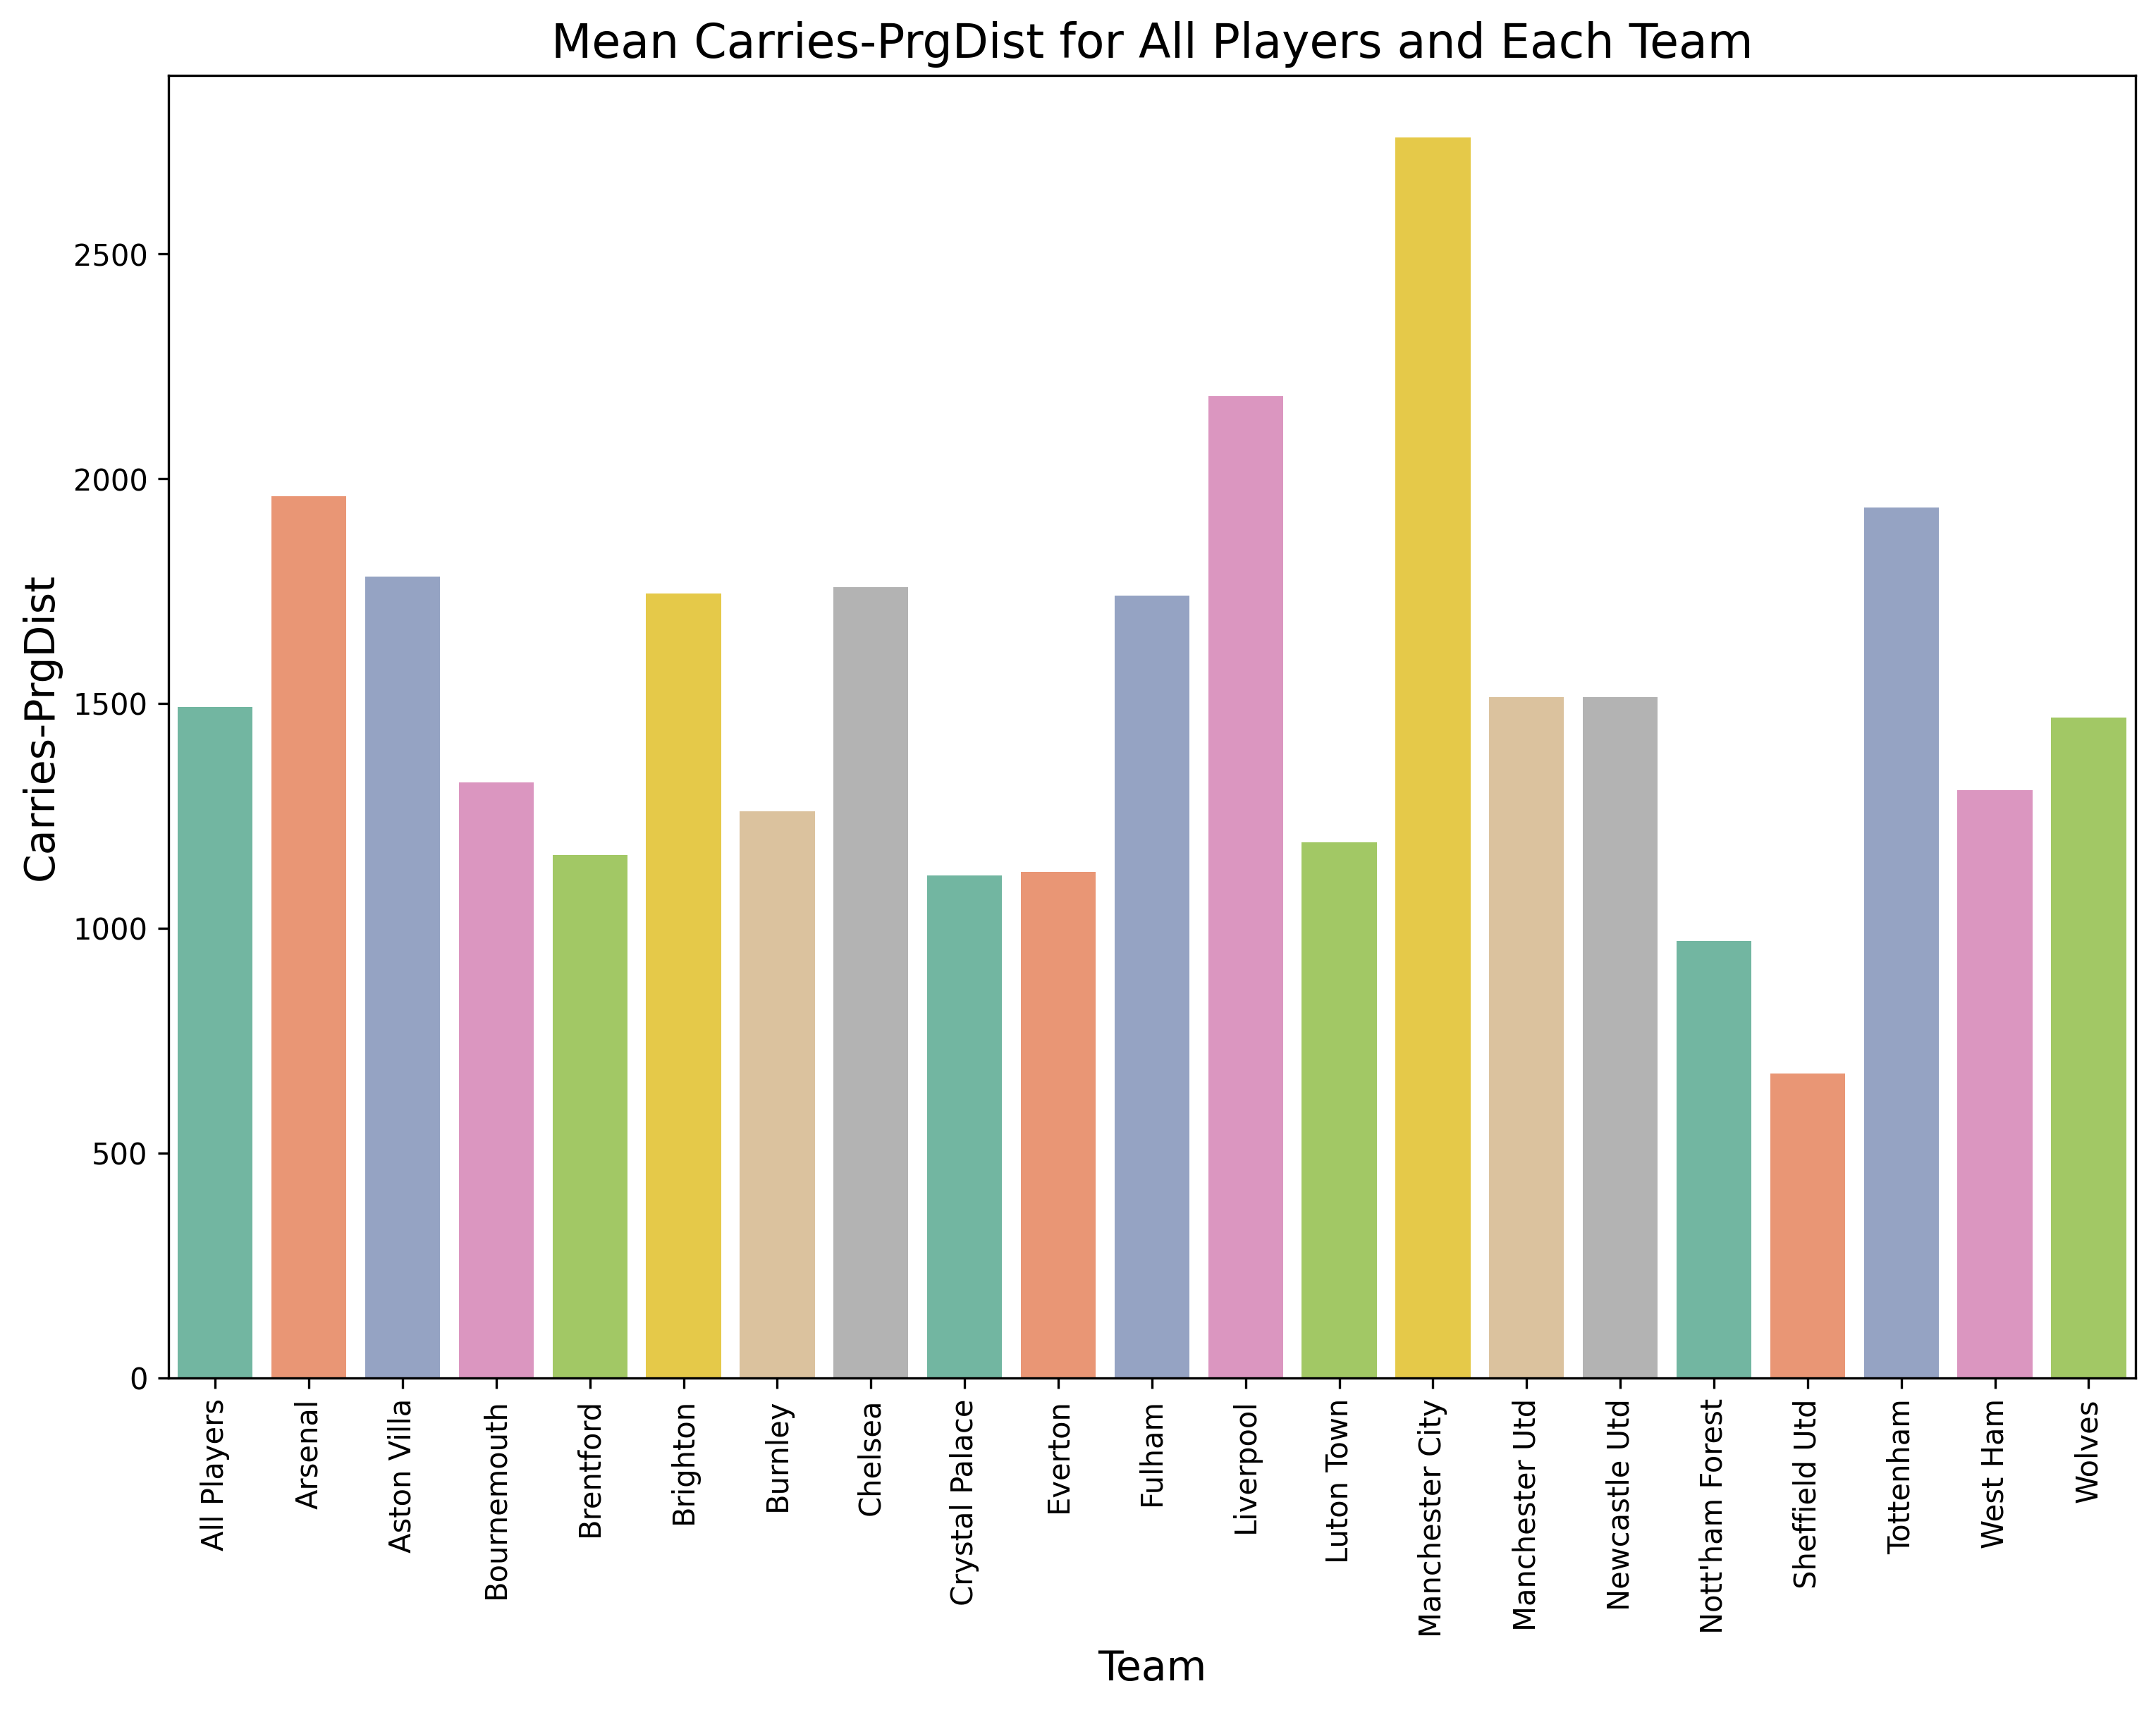 Mean Carries-PrgDist for All Players and Each Team
Carries-PrgDist
2500
2000
1500
1000
500
0
All Players
Arsenal
Aston Villa
Bournemouth
Brentford
Brighton
Burnley
Chelsea
Crystal Palace
Everton
Fulham
Liverpool
Luton Town
Manchester City
Manchester Utd
Newcastle Utd
Nott'ham Forest
Sheffield Utd
Tottenham
West Ham
Wolves
Team